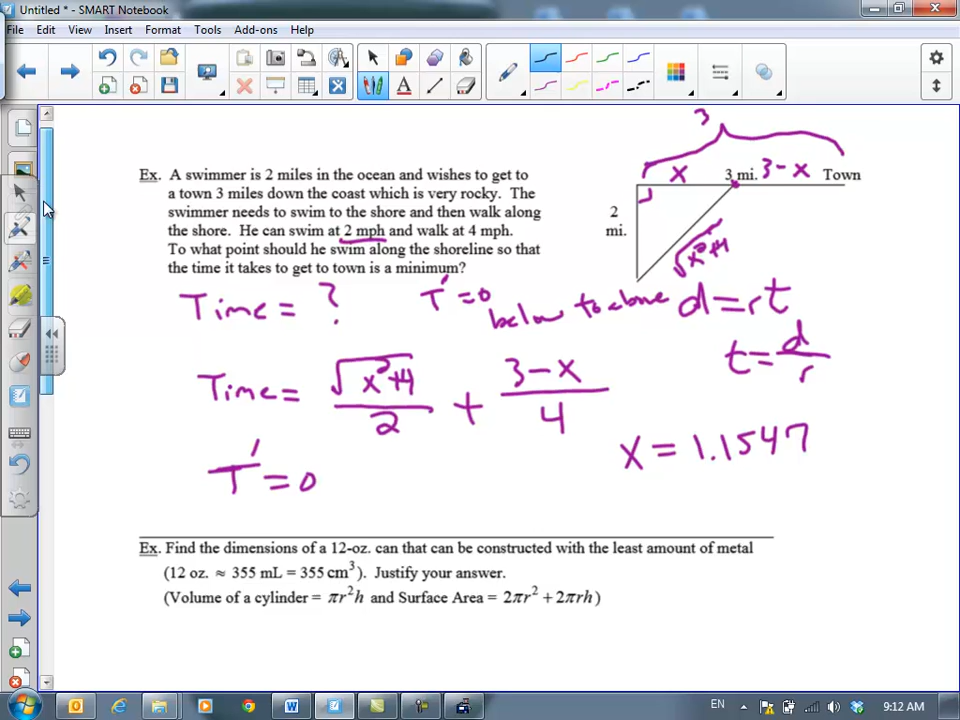 Untitled * - SMART Notebook
File Edit View Insert Format Tools Add-ons Help
3
x 3 mi. 3-x Town
Ex. A swimmer is 2 miles in the ocean and wishes to get to
a town 3 miles down the coast which is very rocky. The
swimmer needs to swim to the shore and then walk along
the shore. He can swim at 2 mph and walk at 4 mph.
To what point should he swim along the shoreline so that
the time it takes to get to town is a minimum?
2
mi.
√x²+4
Time = ? T'=0 below to above d=rt
t=d/r
Time = √x²+4/2 + 3-x/4
x = 1.1547
T'=0
Ex. Find the dimensions of a 12-oz. can that can be constructed with the least amount of metal
(12 oz. ≈ 355 mL = 355 cm³). Justify your answer.
(Volume of a cylinder = πr²h and Surface Area = 2πr² + 2πrh)
EN 9:12 AM